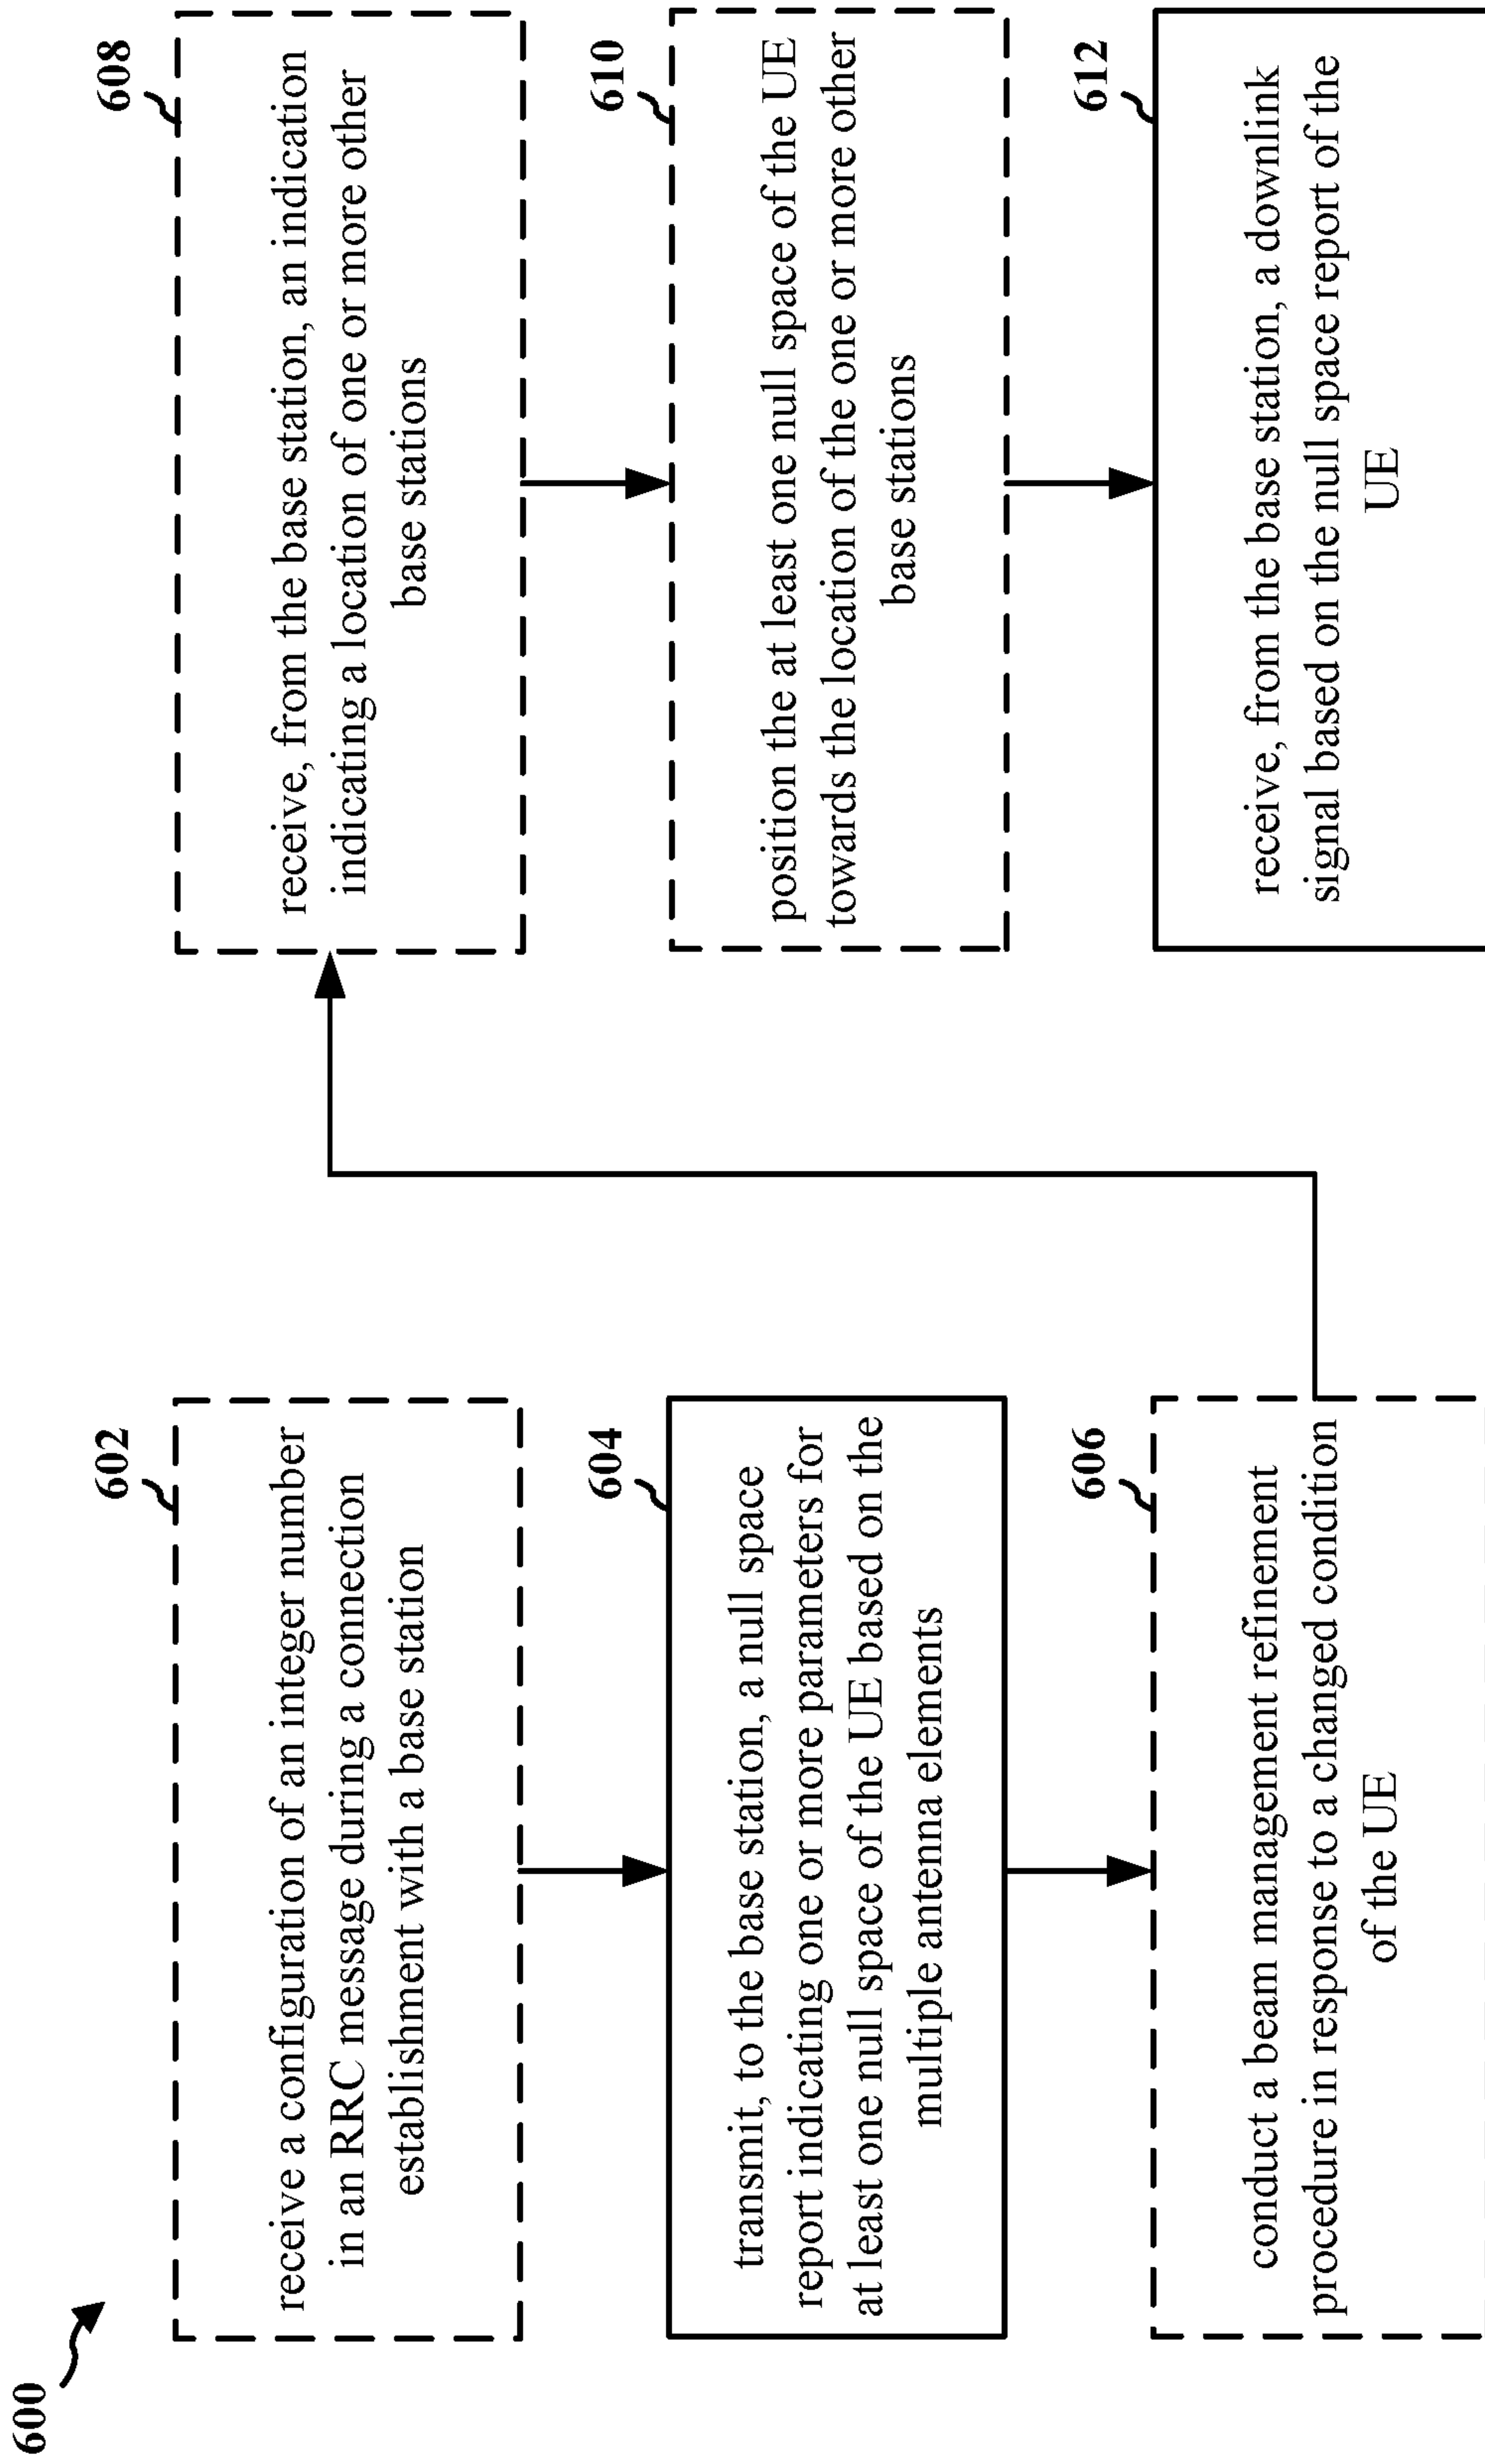 600
602
receive a configuration of an integer number
in an RRC message during a connection
establishment with a base station
604
transmit, to the base station, a null space
report indicating one or more parameters for
at least one null space of the UE based on the
multiple antenna elements
606
conduct a beam management refinement
procedure in response to a changed condition
of the UE
608
receive, from the base station, an indication
indicating a location of one or more other
base stations
610
position the at least one null space of the UE
towards the location of the one or more other
base stations
612
receive, from the base station, a downlink
signal based on the null space report of the
UE